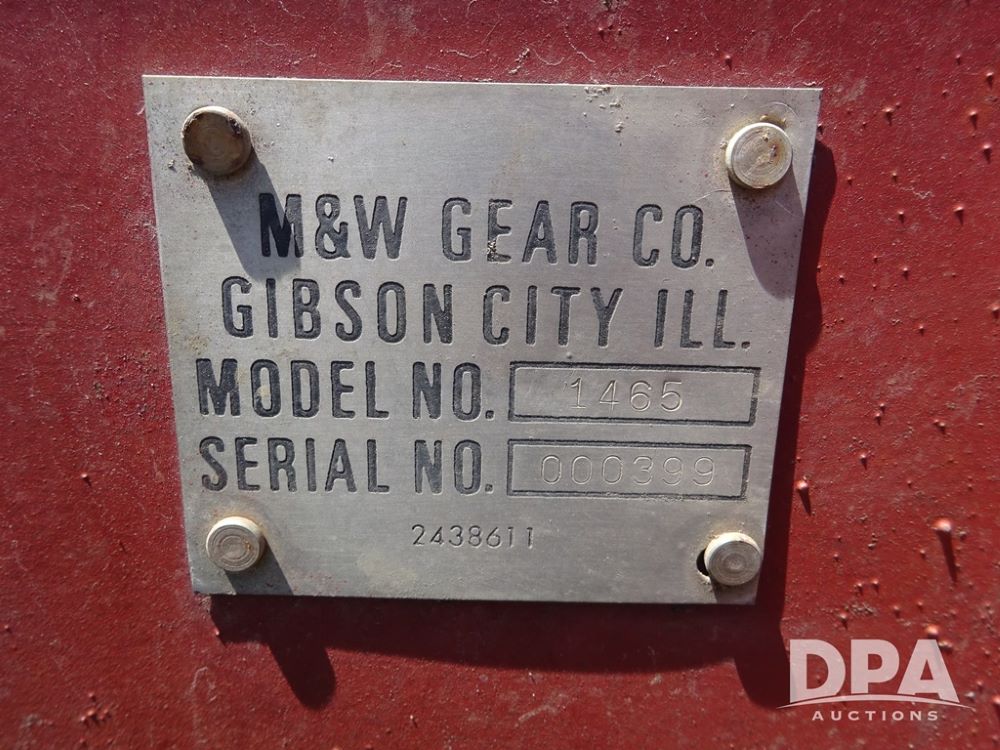 M&W GEAR CO.
GIBSON CITY ILL.
MODEL NO. 1465
SERIAL NO. 000399
2438611
DPA
AUCTIONS